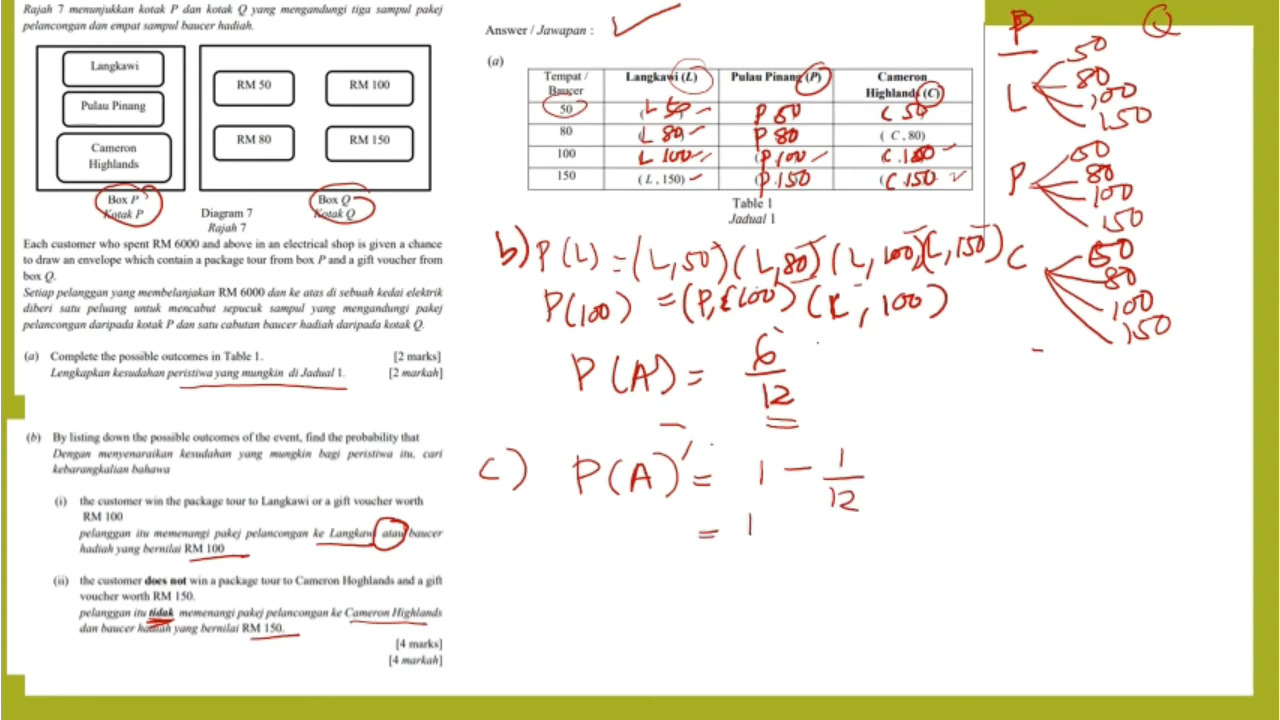 Rajah 7 menunjukkan kotak P dan kotak Q yang mengandungi tiga sampul pakej
pelancongan dan empat sampul baucer hadiah.
Langkawi
Pulau Pinang
Cameron
Highlands
RM 50
RM 100
RM 80
RM 150
Box P
Kotak P
Diagram 7
Rajah 7
Box Q
Kotak Q
Each customer who spent RM 6000 and above in an electrical shop is given a chance
to draw an envelope which contain a package tour from box P and a gift voucher from
box Q.
Setiap pelanggan yang membelanjakan RM 6000 dan ke atas di sebuah kedai elektrik
diberi satu peluang untuk mencabut sepucuk sampul yang mengandungi pakej
pelancongan daripada kotak P dan satu cabutan baucer hadiah daripada kotak Q.
(a) Complete the possible outcomes in Table 1. [2 marks]
Lengkapkan kesudahan peristiwa yang mungkin di Jadual 1. [2 markah]
(b) By listing down the possible outcomes of the event, find the probability that
Dengan menyenaraikan kesudahan yang mungkin bagi peristiwa itu, cari
kebarangkalian bahawa
(i) the customer win the package tour to Langkawi or a gift voucher worth
RM 100
pelanggan itu memenangi pakej pelancongan ke Langkawi atau baucer
hadiah yang bernilai RM 100
(ii) the customer does not win a package tour to Cameron Hoghlands and a gift
voucher worth RM 150.
pelanggan itu tidak memenangi pakej pelancongan ke Cameron Highlands
dan baucer hadiah yang bernilai RM 150.
[4 marks]
[4 markah]
Answer / Jawapan :
(a)
Tempat / Baucer Langkawi (L) Pulau Pinang (P) Cameron Highlands (C)
50 (L 50) P 50 C 50
80 (L 80 P 80 ( C , 80)
100 (L 100 (P 100 C 100
150 (L , 150) (P 150 (C 150
Table 1
Jadual 1
b) P(L) = (L, 50) (L, 80) (L, 100) (L, 150)
P(100) = (P, 100) (C, 100)
P(A) = 6/12
c) P(A)' = 1 - 1/12
= 1
P Q
L 50
80
100
150
P 50
80
100
150
C 50
80
100
150